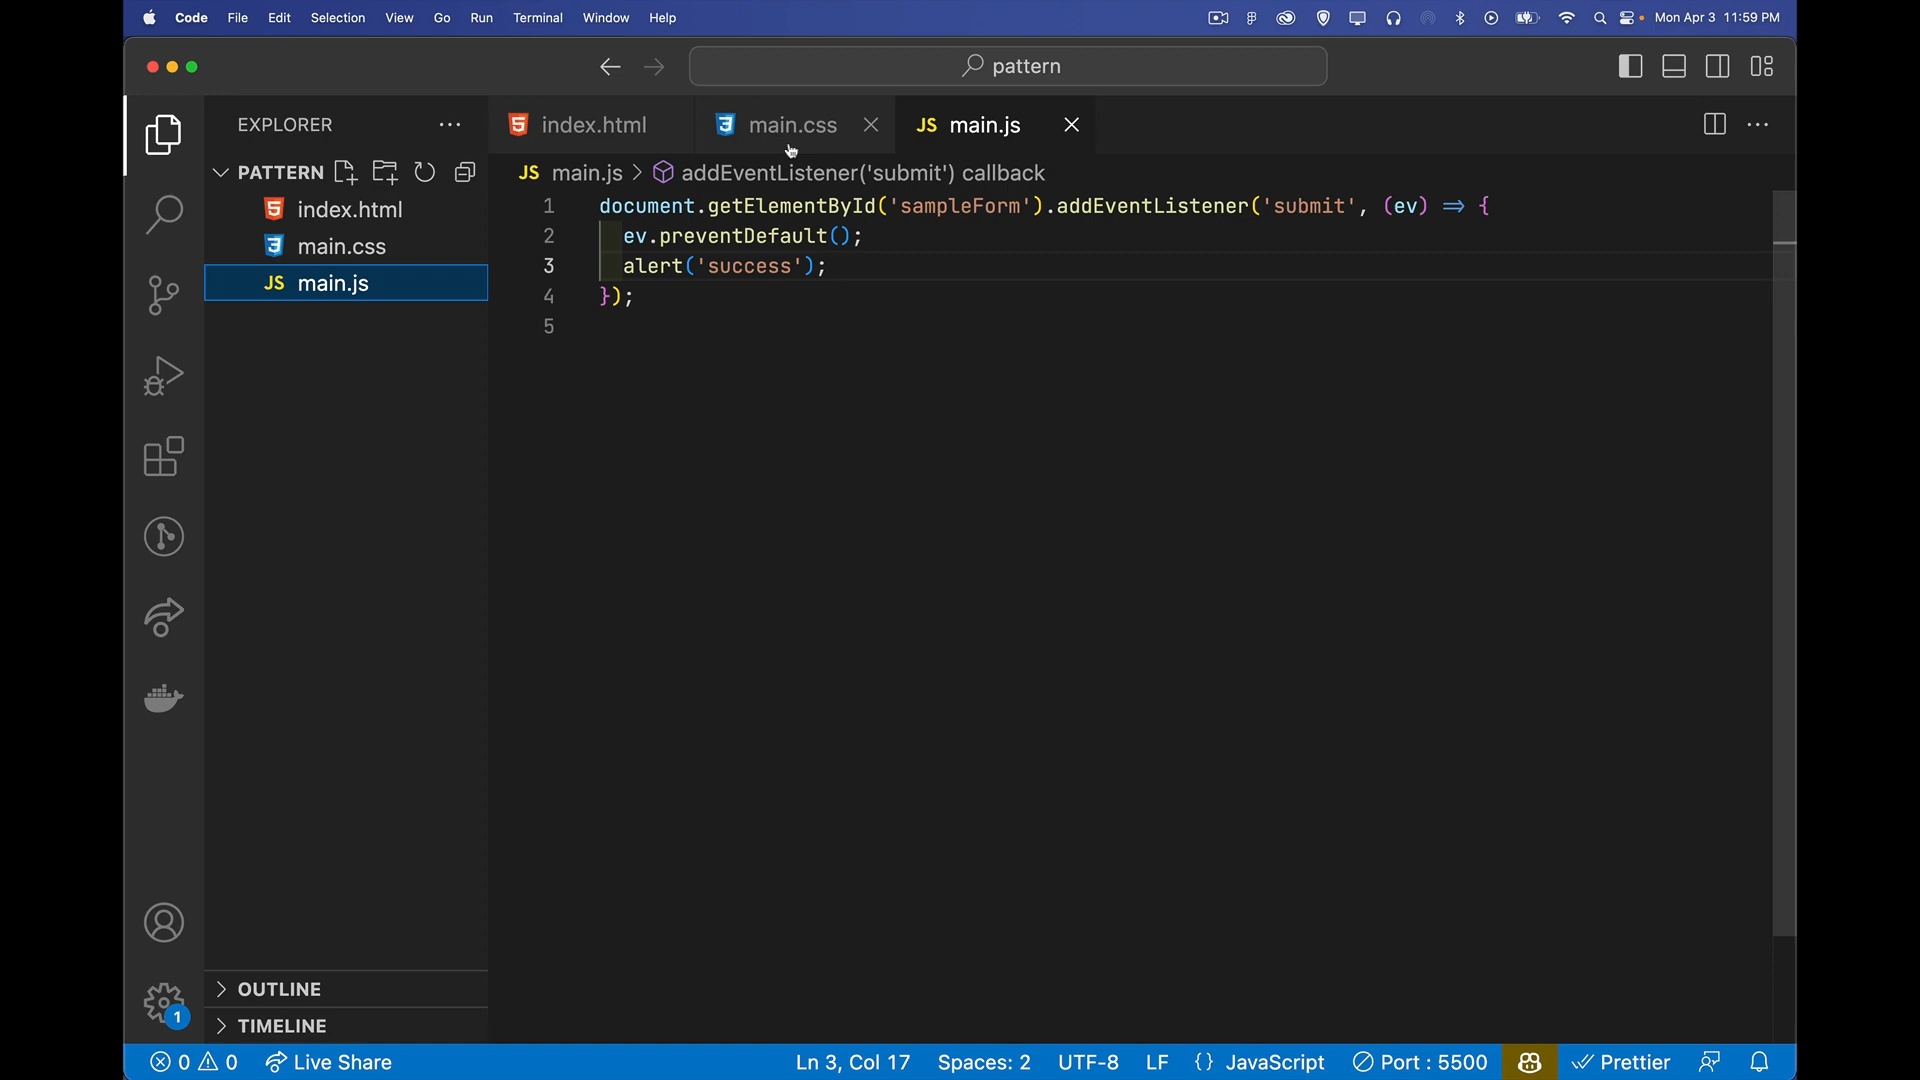 Code File Edit Selection View Go Run Terminal Window Help Mon Apr 3 11:59 PM
pattern
EXPLORER
index.html
main.css
JS main.js
PATTERN
JS main.js > addEventListener('submit') callback
index.html
main.css
JS main.js
1 document.getElementById('sampleForm').addEventListener('submit', (ev) => {
2 ev.preventDefault();
3 alert('success');
4 });
5
OUTLINE
TIMELINE
1
0 0 Live Share Ln 3, Col 17 Spaces: 2 UTF-8 LF {} JavaScript Port : 5500 Prettier